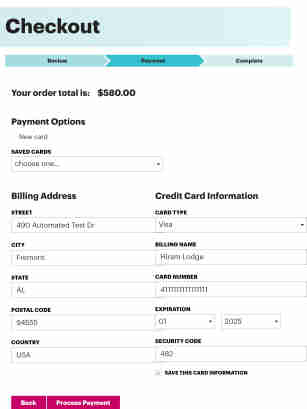 Checkout
Review Payment Complete
Your order total is: $580.00
Payment Options
New card
SAVED CARDS
choose one...
Billing Address
STREET
490 Automated Test Dr
CITY
Fremont
STATE
AL
POSTAL CODE
94555
COUNTRY
USA
Credit Card Information
CARD TYPE
Visa
BILLING NAME
Hiram Lodge
CARD NUMBER
4111111111111111
EXPIRATION
01 2025
SECURITY CODE
482
SAVE THIS CARD INFORMATION
Back Process Payment